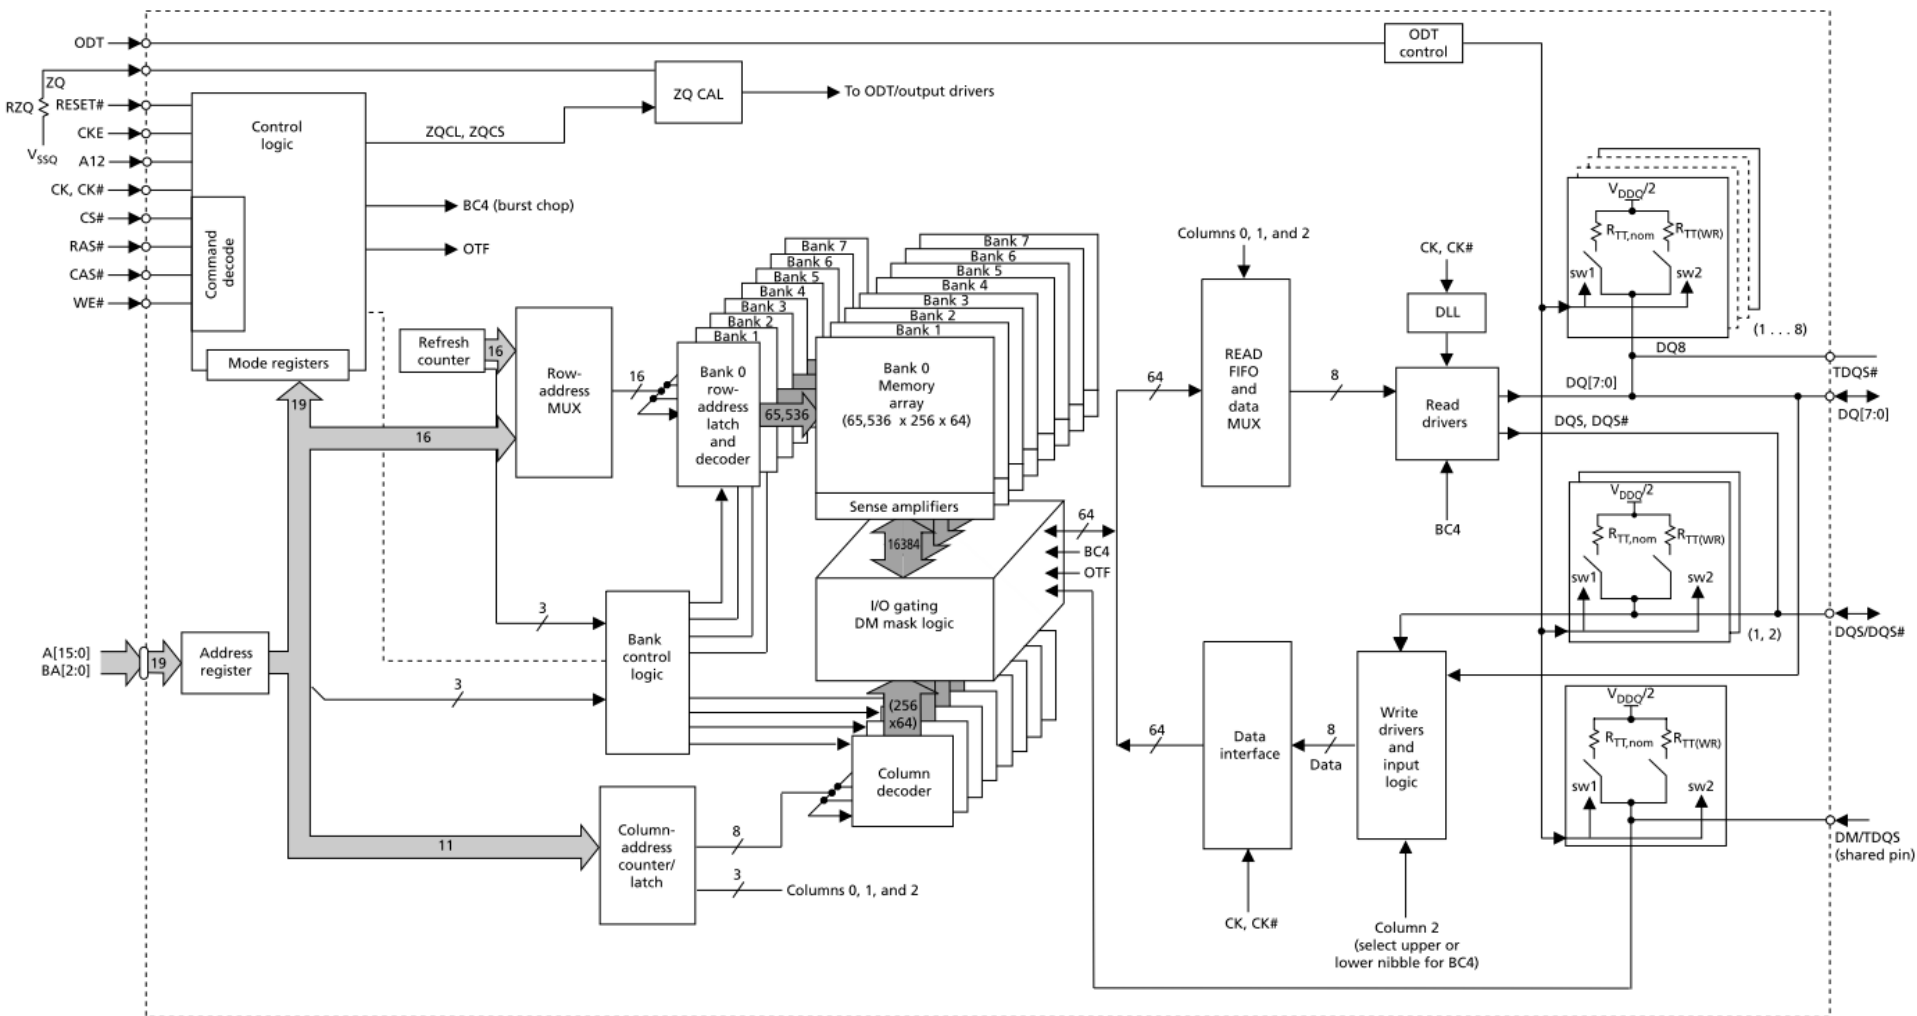 ODT
ODT
control
ZQ
RZQ
V_SSQ
RESET#
CKE
A12
CK, CK#
CS#
RAS#
CAS#
WE#
Control
logic
Command
decode
Mode registers
ZQCL, ZQCS
ZQ CAL
To ODT/output drivers
BC4 (burst chop)
OTF
Refresh
counter
16
19
16
Row-
address
MUX
16
Bank 7
Bank 6
Bank 5
Bank 4
Bank 3
Bank 2
Bank 1
Bank 0
row-
address
latch
and
decoder
65,536
Bank 7
Bank 6
Bank 5
Bank 4
Bank 3
Bank 2
Bank 1
Bank 0
Memory
array
(65,536 x 256 x 64)
Sense amplifiers
16384
I/O gating
DM mask logic
64
BC4
OTF
A[15:0]
BA[2:0]
19
Address
register
3
3
Bank
control
logic
(256
x64)
Column
decoder
11
Column-
address
counter/
latch
8
3
Columns 0, 1, and 2
Columns 0, 1, and 2
64
READ
FIFO
and
data
MUX
8
CK, CK#
DLL
Read
drivers
BC4
64
Data
interface
8
Data
CK, CK#
Write
drivers
and
input
logic
Column 2
(select upper or
lower nibble for BC4)
V_DDQ/2
R_TT,nom
R_TT(WR)
sw1
sw2
(1 . . . 8)
DQ8
TDQS#
DQ[7:0]
DQ[7:0]
DQS, DQS#
V_DDQ/2
R_TT,nom
R_TT(WR)
sw1
sw2
(1, 2)
DQS/DQS#
V_DDQ/2
R_TT,nom
R_TT(WR)
sw1
sw2
DM/TDQS
(shared pin)